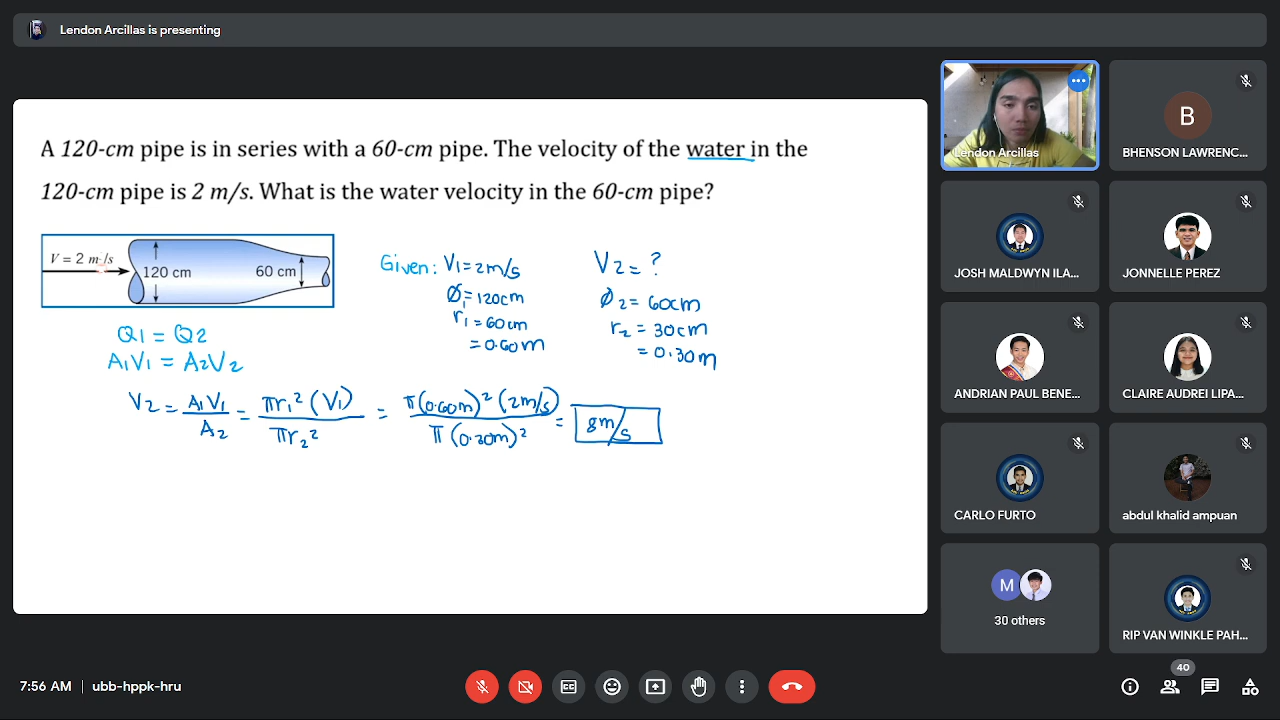 Lendon Arcillas is presenting
A 120-cm pipe is in series with a 60-cm pipe. The velocity of the water in the
120-cm pipe is 2 m/s. What is the water velocity in the 60-cm pipe?
V = 2 m/s
120 cm
60 cm
Given: V1 = 2m/s
Ø1 = 120cm
r1 = 60cm
= 0.60m
V2 = ?
Ø2 = 60cm
r2 = 30cm
= 0.30m
Q1 = Q2
A1V1 = A2V2
V2 = A1V1 / A2 = πr1² (V1) / πr2² = π(0.60m)² (2m/s) / π(0.30m)² = 8m/s
Lendon Arcillas
B
BHENSON LAWRENC...
JOSH MALDWYN ILA...
JONNELLE PEREZ
ADRIAN PAUL BENE...
CLAIRE AUDREI LIPA...
CARLO FURTO
abdul khalid ampuan
M
30 others
RIP VAN WINKLE PAH...
7:56 AM | ubb-hppk-hru
40